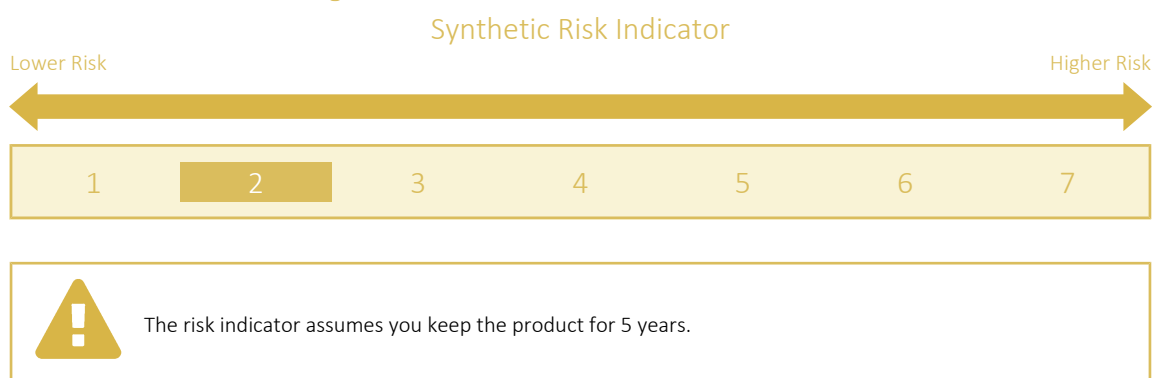 Synthetic Risk Indicator
Lower Risk Higher Risk
1 2 3 4 5 6 7
The risk indicator assumes you keep the product for 5 years.